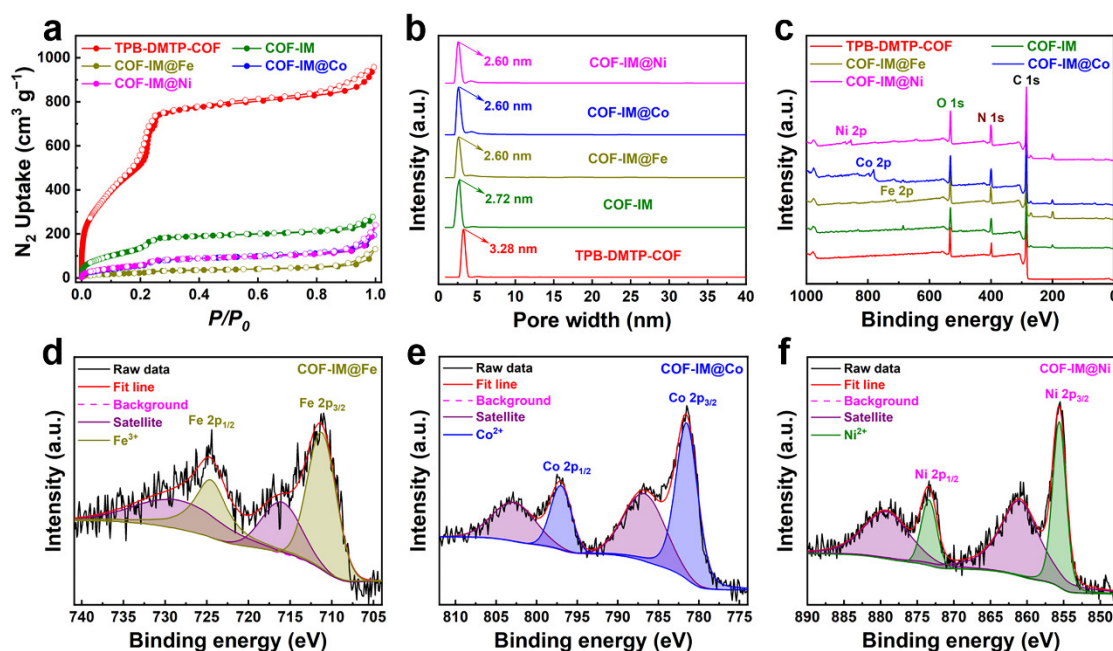 a
TPB-DMTP-COF
COF-IM
COF-IM@Fe
COF-IM@Co
COF-IM@Ni
1000
800
600
400
200
0
0.0 0.2 0.4 0.6 0.8 1.0
N₂ Uptake (cm³ g⁻¹)
P/P₀
b
2.60 nm
COF-IM@Ni
2.60 nm
COF-IM@Co
2.60 nm
COF-IM@Fe
2.72 nm
COF-IM
3.28 nm
TPB-DMTP-COF
0 5 10 15 20 25 30 35 40
Intensity (a.u.)
Pore width (nm)
c
TPB-DMTP-COF
COF-IM
COF-IM@Fe
COF-IM@Co
COF-IM@Ni
C 1s
O 1s
N 1s
Ni 2p
Co 2p
Fe 2p
1000 800 600 400 200 0
Intensity (a.u.)
Binding energy (eV)
d
Raw data
COF-IM@Fe
Fit line
Background
Satellite
Fe³⁺
Fe 2p₁/₂
Fe 2p₃/₂
740 735 730 725 720 715 710 705
Intensity (a.u.)
Binding energy (eV)
e
Raw data
COF-IM@Co
Fit line
Background
Satellite
Co²⁺
Co 2p₃/₂
Co 2p₁/₂
810 804 798 792 786 780 774
Intensity (a.u.)
Binding energy (eV)
f
Raw data
COF-IM@Ni
Fit line
Background
Satellite
Ni²⁺
Ni 2p₃/₂
Ni 2p₁/₂
890 885 880 875 870 865 860 855 850
Intensity (a.u.)
Binding energy (eV)